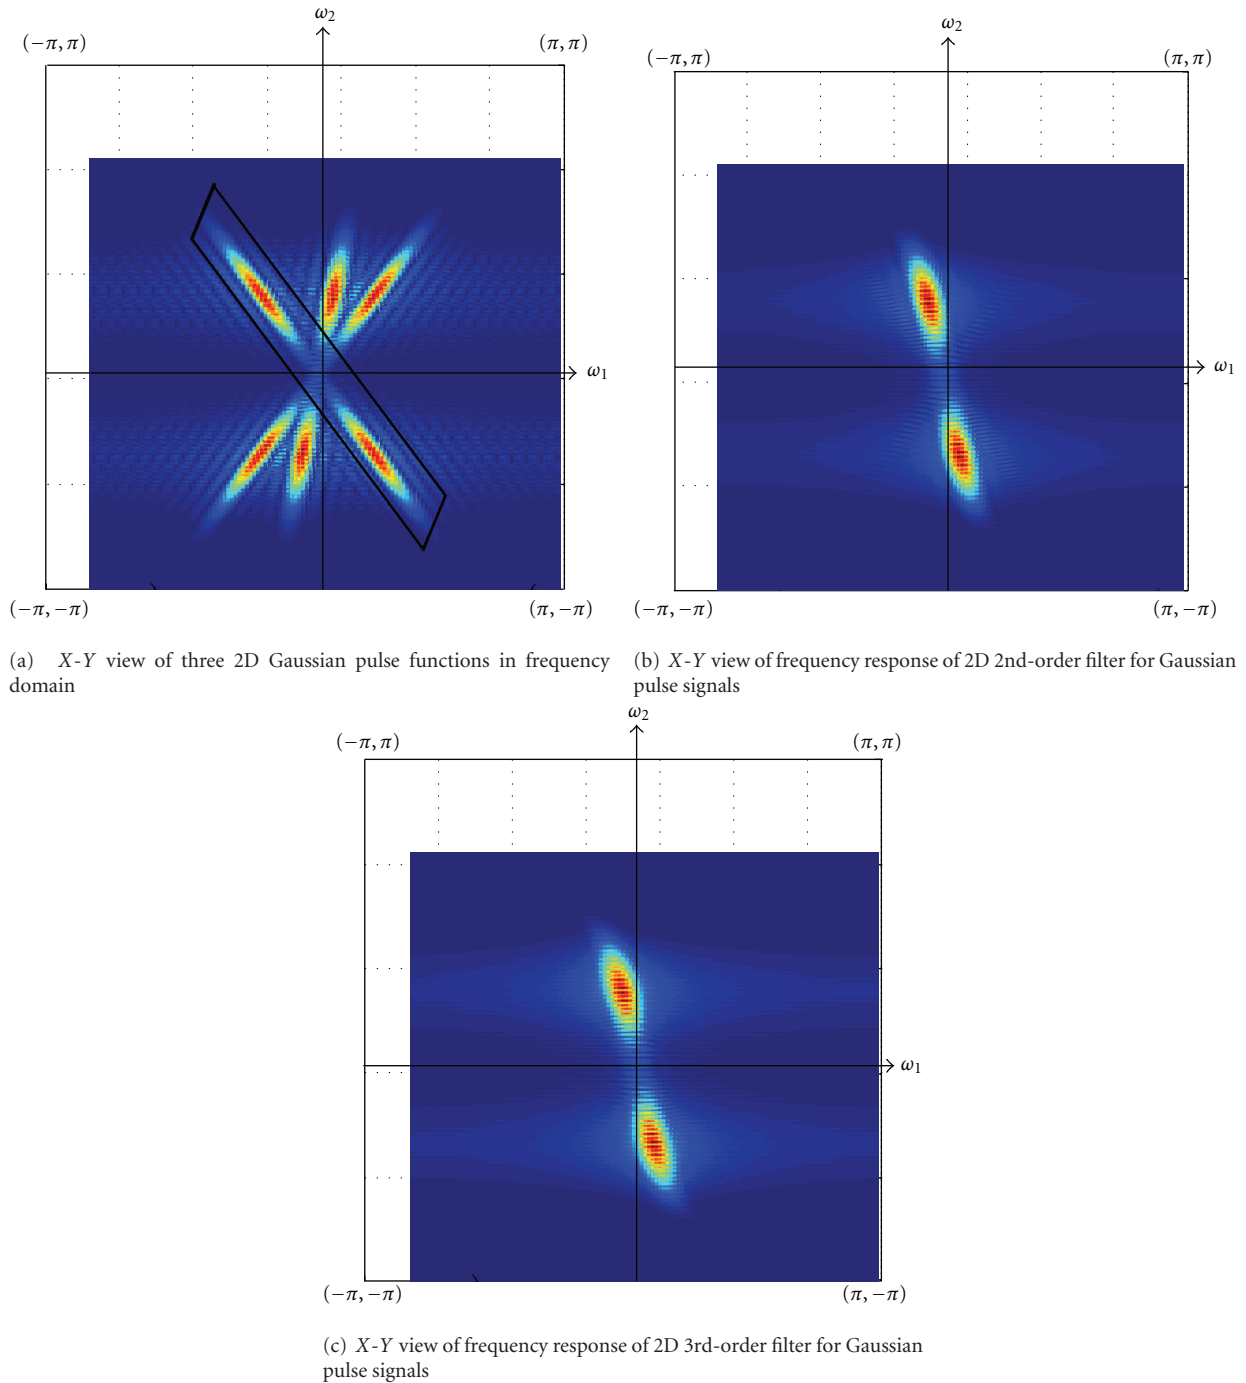 ω2
(−π, π)
(π, π)
ω1
(−π, −π)
(π, −π)
(a) X-Y view of three 2D Gaussian pulse functions in frequency
domain
ω2
(−π, π)
(π, π)
ω1
(−π, −π)
(π, −π)
(b) X-Y view of frequency response of 2D 2nd-order filter for Gaussian
pulse signals
ω2
(−π, π)
(π, π)
ω1
(−π, −π)
(π, −π)
(c) X-Y view of frequency response of 2D 3rd-order filter for Gaussian
pulse signals